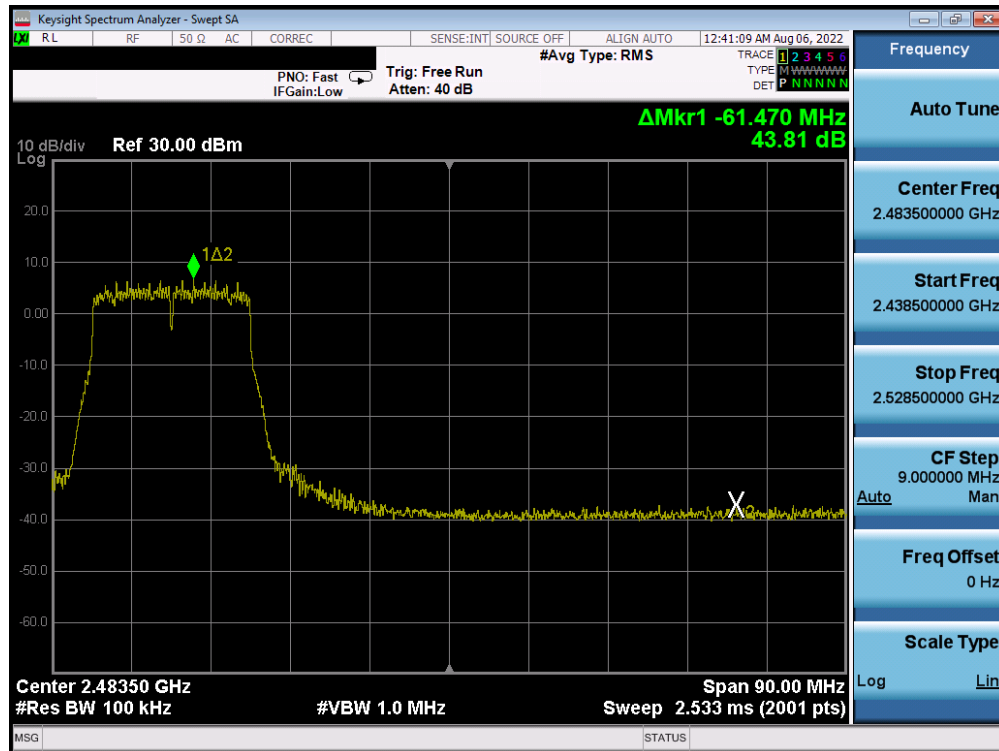 Keysight Spectrum Analyzer - Swept SA
LXI RL RF 50 Ω AC CORREC SENSE:INT SOURCE OFF ALIGN AUTO 12:41:09 AM Aug 06, 2022
#Avg Type: RMS TRACE 1 2 3 4 5 6
PNO: Fast Trig: Free Run TYPE M WWWWW
IFGain:Low Atten: 40 dB DET P N N N N N
ΔMkr1 -61.470 MHz
43.81 dB
10 dB/div Ref 30.00 dBm
Log
20.0
1Δ2
10.0
0.00
-10.0
-20.0
-30.0
X2
-40.0
-50.0
-60.0
Center 2.48350 GHz Span 90.00 MHz
#Res BW 100 kHz #VBW 1.0 MHz Sweep 2.533 ms (2001 pts)
MSG STATUS
Frequency
Auto Tune
Center Freq
2.483500000 GHz
Start Freq
2.438500000 GHz
Stop Freq
2.528500000 GHz
CF Step
9.000000 MHz
Auto Man
Freq Offset
0 Hz
Scale Type
Log Lin